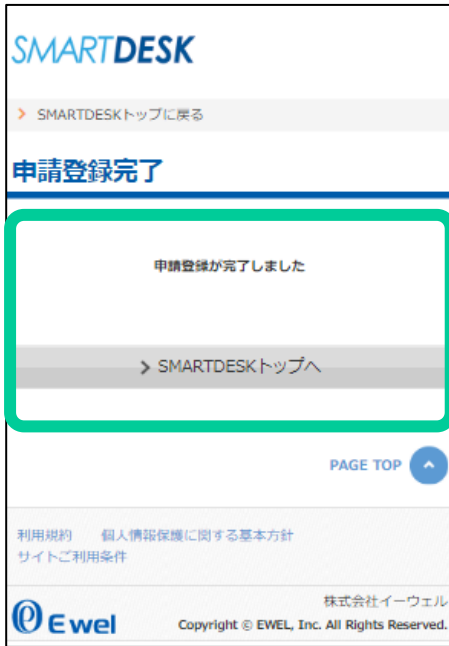 SMARTDESK
SMARTDESKトップに戻る
申請登録完了
申請登録が完了しました
SMARTDESKトップへ
PAGE TOP
利用規約 個人情報保護に関する基本方針
サイトご利用条件
Ewel
株式会社イーウェル
Copyright © EWEL, Inc. All Rights Reserved.